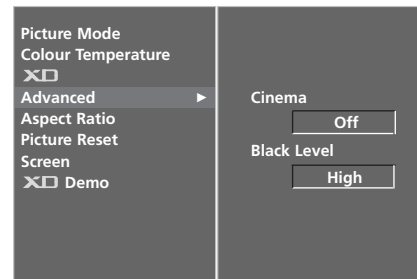 Picture Mode
Colour Temperature
XD
Advanced ►
Aspect Ratio
Picture Reset
Screen
XD Demo
Cinema
Off
Black Level
High